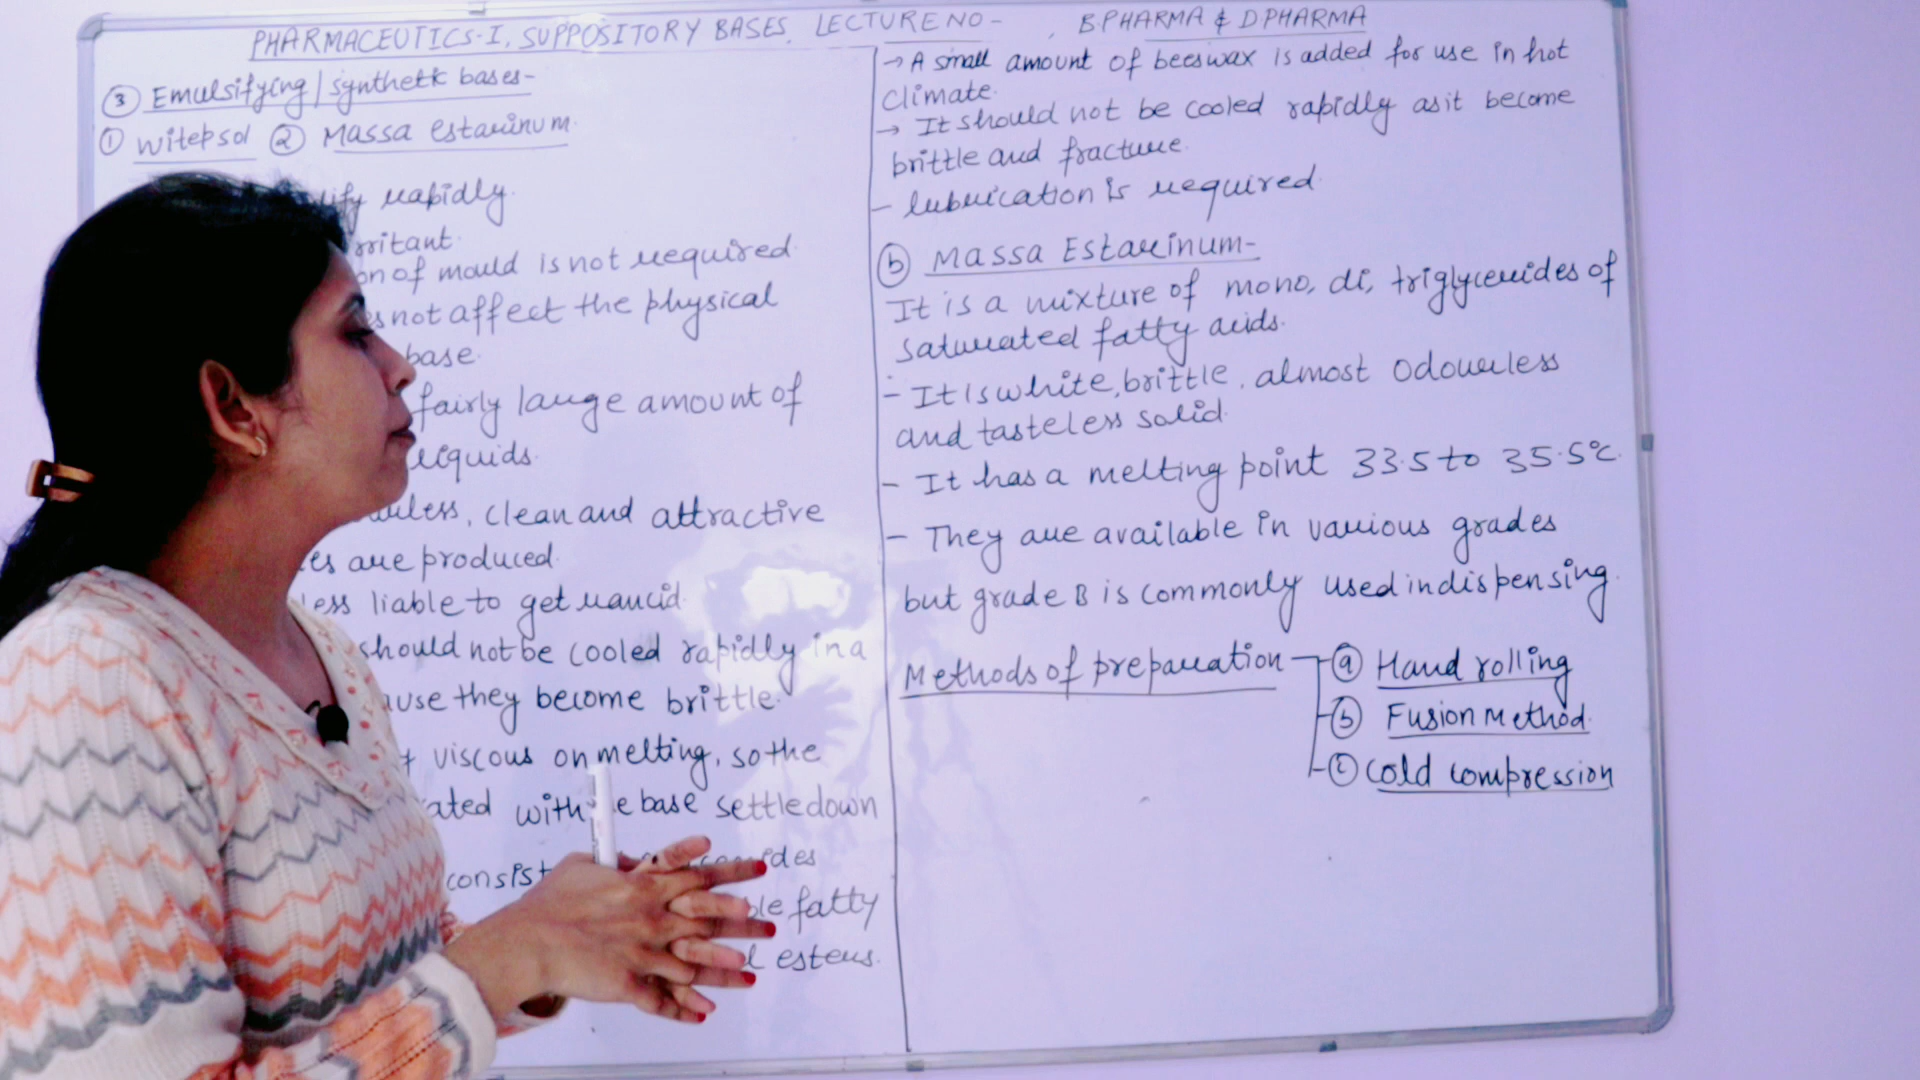 PHARMACEUTICS-I, SUPPOSITORY BASES, LECTURE NO - , B.PHARMA & D PHARMA
③ Emulsifying / synthetic bases-
① witepsol ② Massa estarinum.
rapidly.
rritant.
on of mould is not required.
not affect the physical
base.
fairly large amount of
liquids.
, clean and attractive
es are produced.
less liable to get rancid.
should not be cooled rapidly in a
ause they become brittle.
viscous on melting, so the
ated with e base settle down
consist
ides
ble fatty
l esters.
→ A small amount of beeswax is added for use in hot
climate.
→ It should not be cooled rapidly as it become
brittle and fracture.
- lubrication is required.
ⓑ Massa Estarinum-
It is a mixture of mono, di, triglycerides of
saturated fatty acids.
- It is white, brittle, almost odourless
and tasteless solid.
- It has a melting point 33.5 to 35.5°c.
- They are available in various grades
but grade B is commonly used in dispensing.
Methods of preparation - ⓐ Hand rolling
ⓑ Fusion Method.
ⓒ cold compression